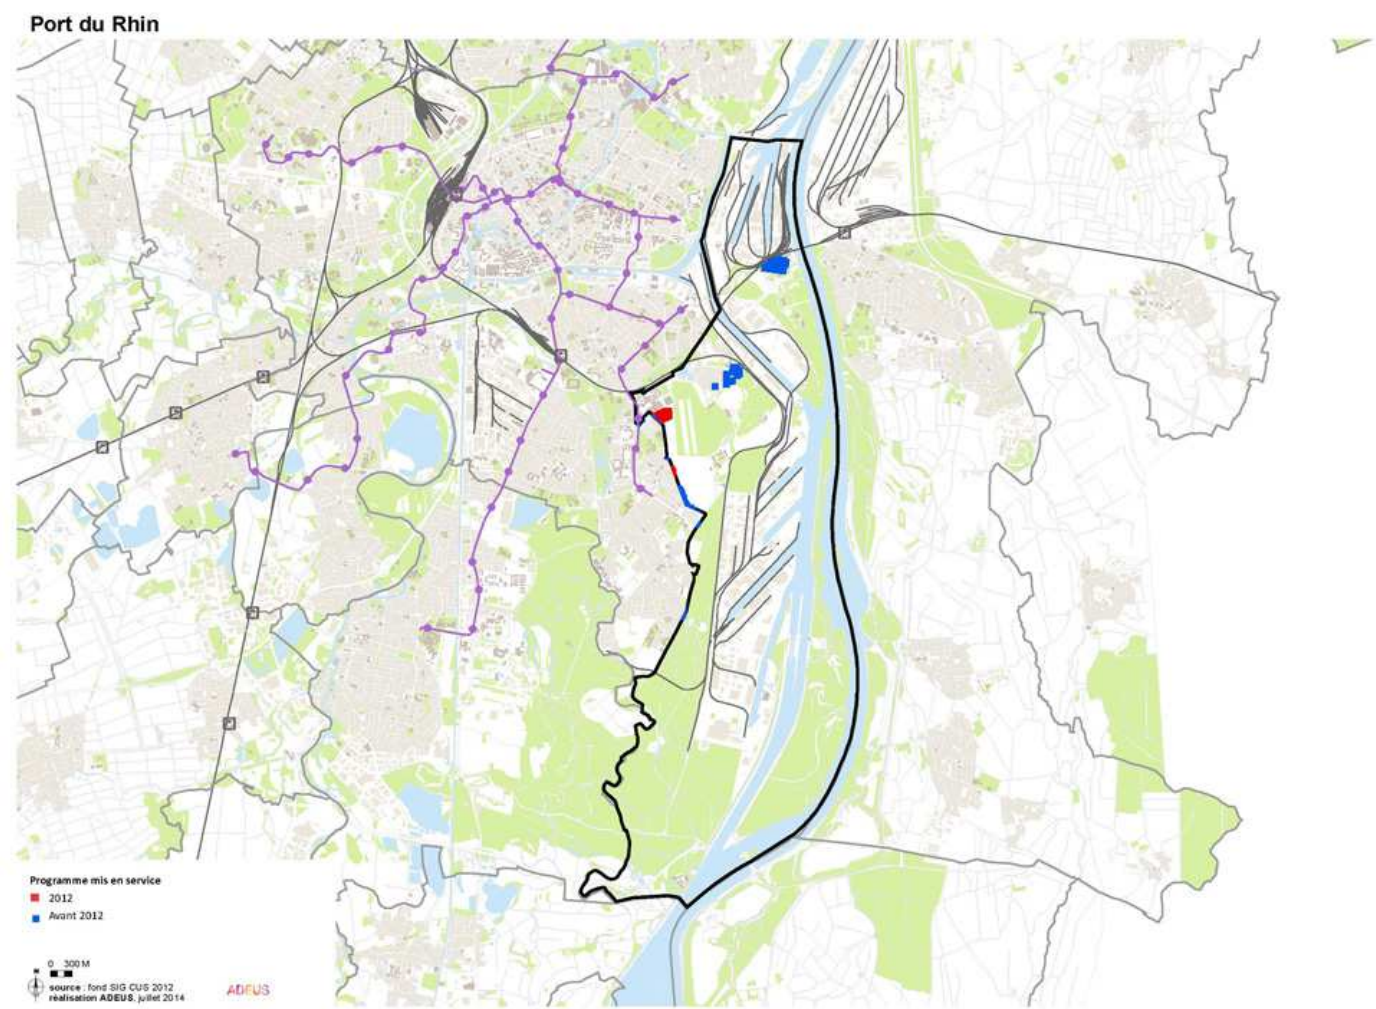 Port du Rhin
Programme mis en service
2012
Avant 2012
0 300 M
N
source : fond SIG CUS 2012
réalisation ADEUS, juillet 2014
ADEUS